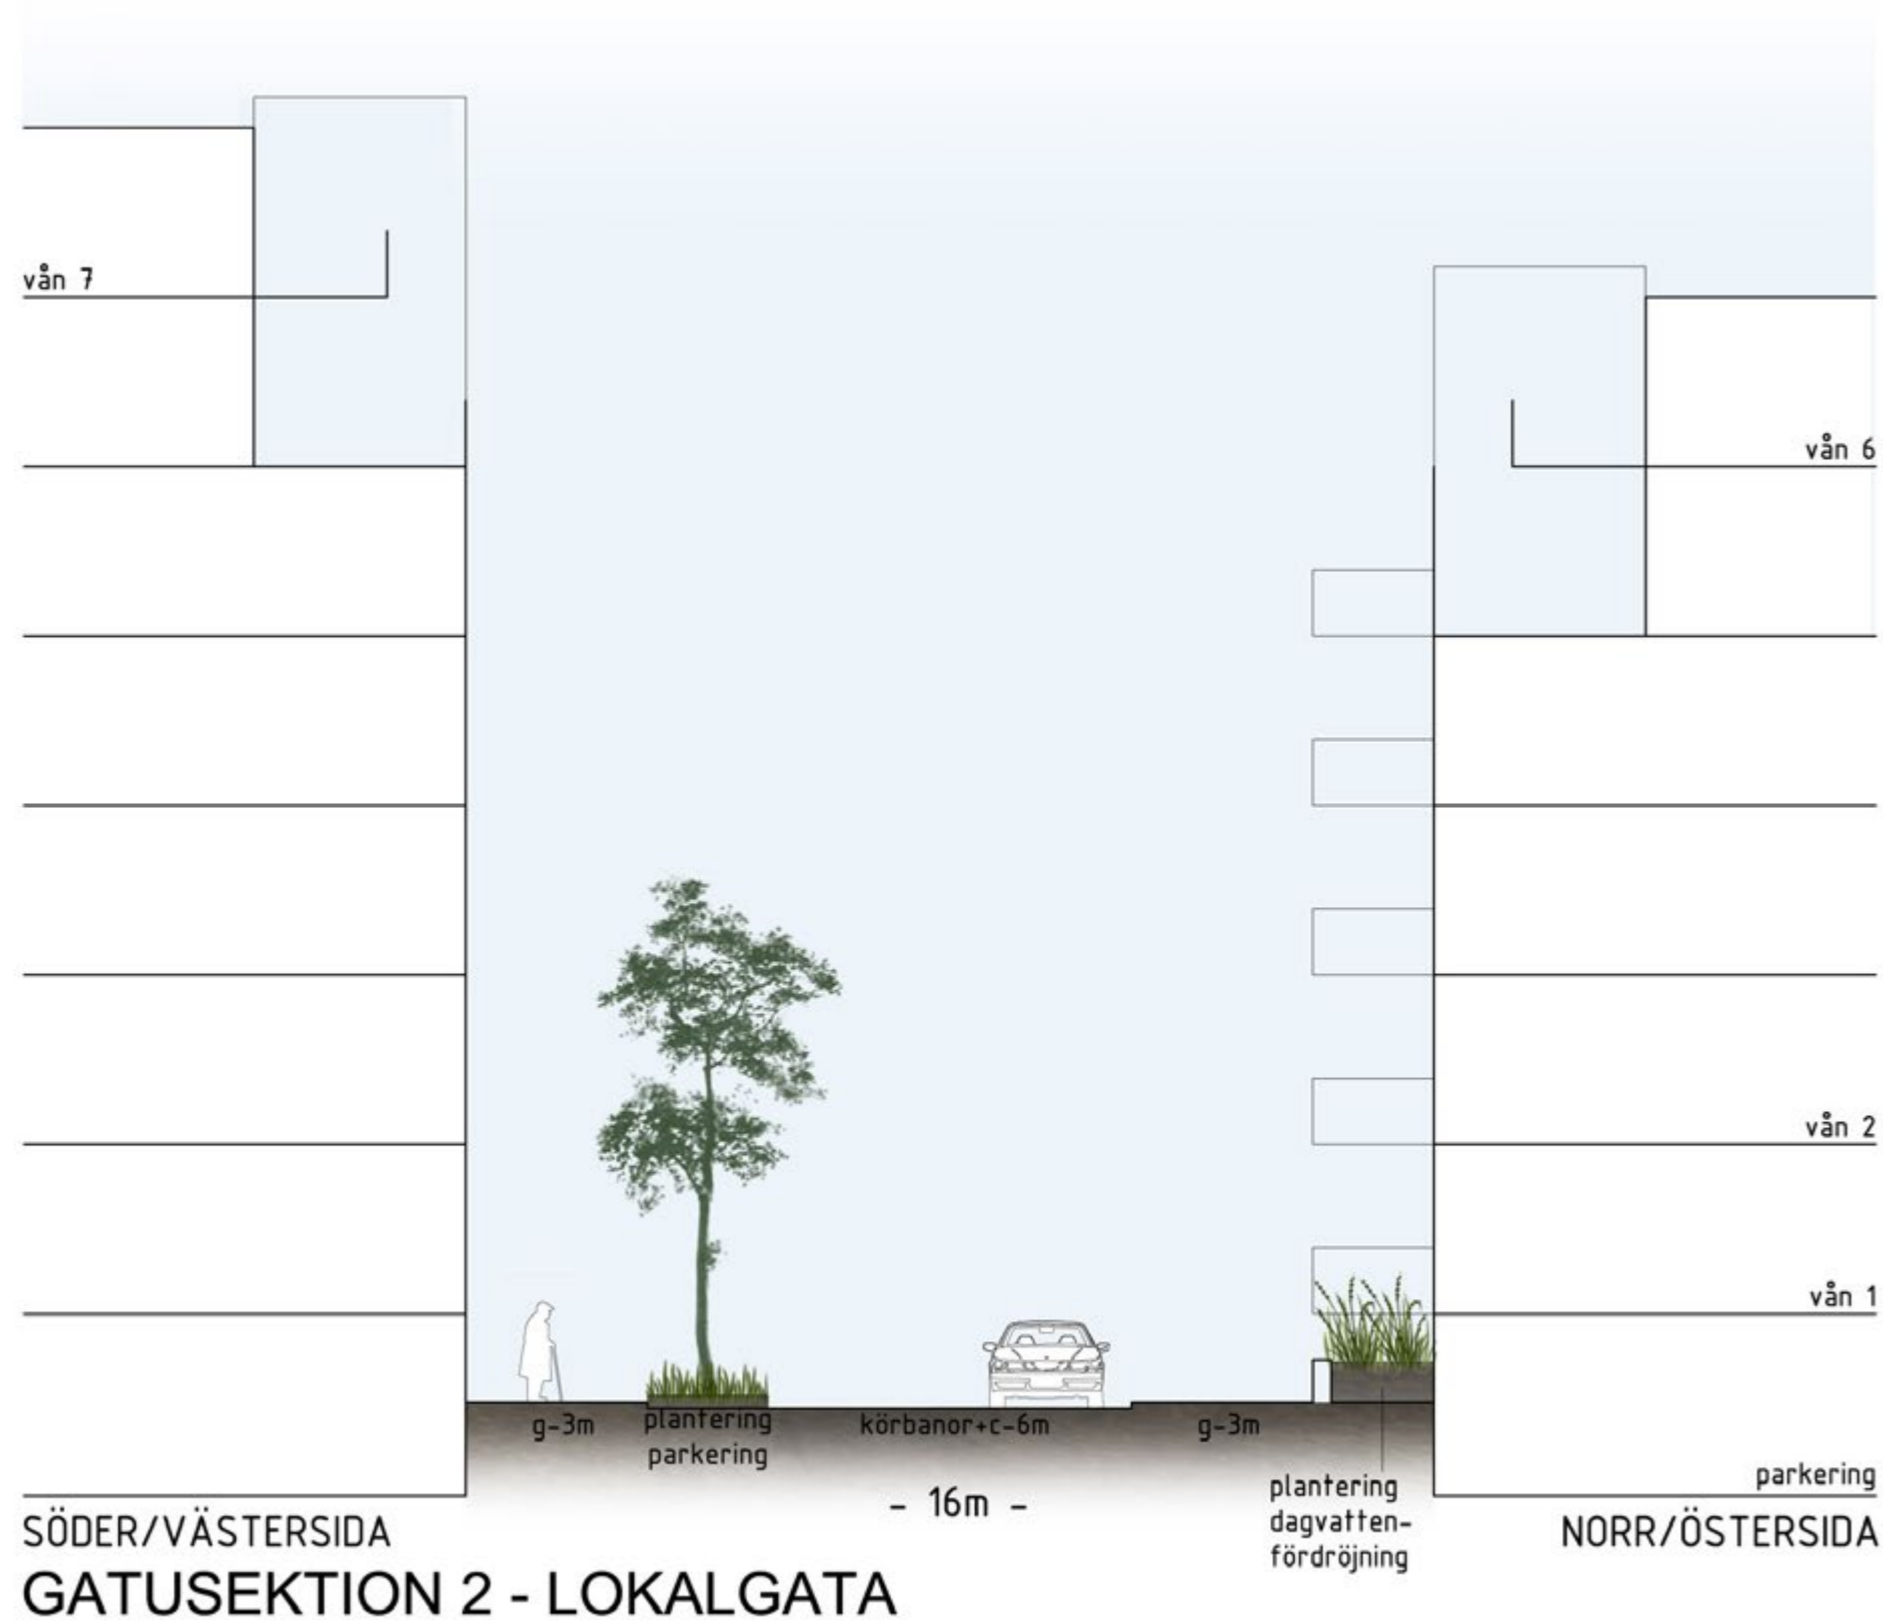 vån 7
vån 6
vån 2
vån 1
g-3m
plantering
parkering
körbanor+c-6m
g-3m
parkering
- 16m -
plantering
dagvatten-
fördröjning
SÖDER/VÄSTERSIDA
NORR/ÖSTERSIDA
GATUSEKTION 2 - LOKALGATA